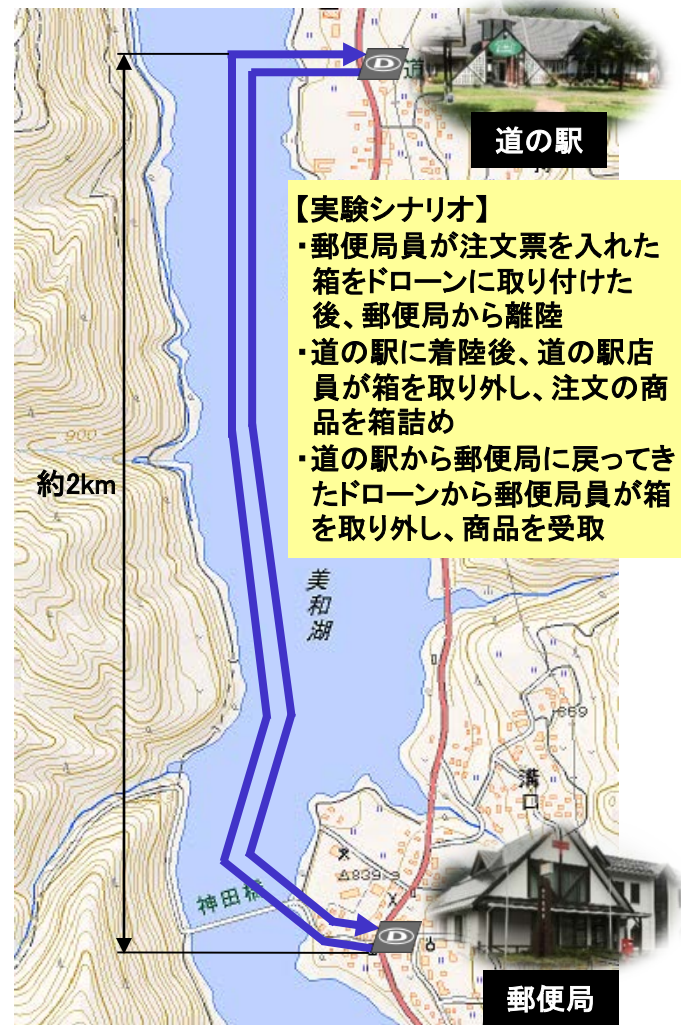 道の駅
【実験シナリオ】
・郵便局員が注文票を入れた
箱をドローンに取り付けた
後、郵便局から離陸
・道の駅に着陸後、道の駅店
員が箱を取り外し、注文の商
品を箱詰め
・道の駅から郵便局に戻ってき
たドローンから郵便局員が箱
を取り外し、商品を受取
900
約2km
美和湖
669
溝口
839
神田橋
D
D
郵便局